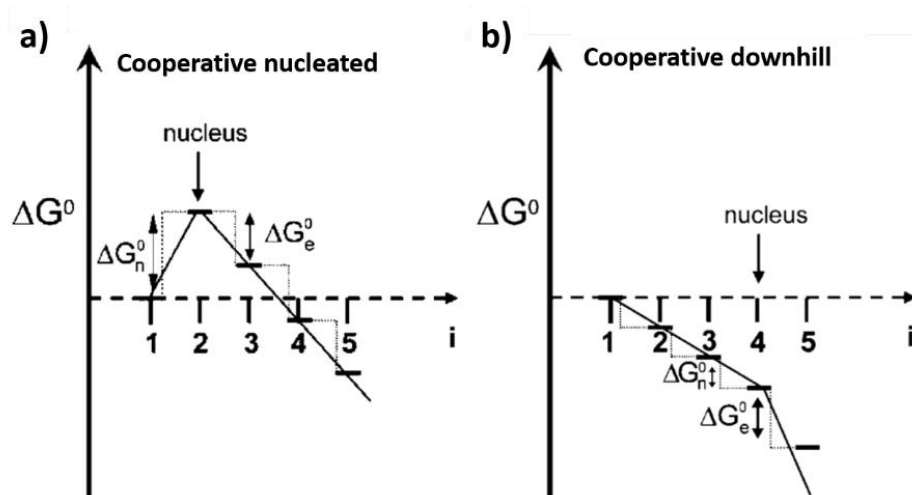 a)
Cooperative nucleated
nucleus
ΔG⁰
ΔG⁰ₙ
ΔG⁰ₑ
1 2 3 4 5 i
b)
Cooperative downhill
ΔG⁰
nucleus
1 2 3 4 5 i
ΔG⁰ₙ
ΔG⁰ₑ